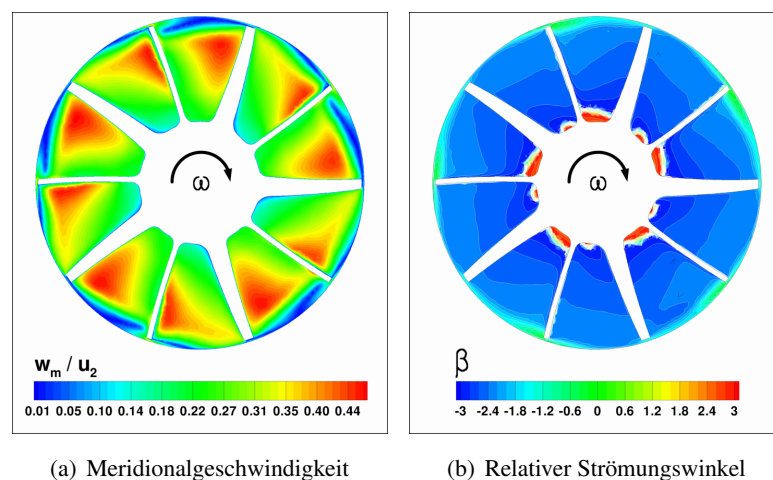 ω
w_m / u_2
0.01 0.05 0.10 0.14 0.18 0.22 0.27 0.31 0.35 0.40 0.44
(a) Meridionalgeschwindigkeit
ω
β
-3 -2.4 -1.8 -1.2 -0.6 0 0.6 1.2 1.8 2.4 3
(b) Relativer Strömungswinkel